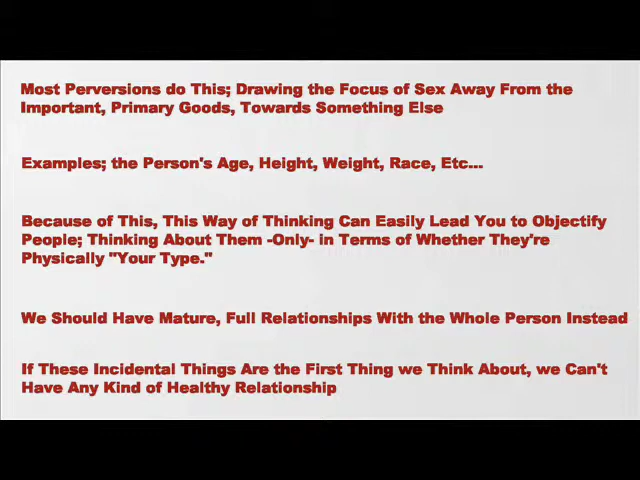 Most Perversions do This; Drawing the Focus of Sex Away From the
Important, Primary Goods, Towards Something Else
Examples; the Person's Age, Height, Weight, Race, Etc...
Because of This, This Way of Thinking Can Easily Lead You to Objectify
People; Thinking About Them -Only- in Terms of Whether They're
Physically "Your Type."
We Should Have Mature, Full Relationships With the Whole Person Instead
If These Incidental Things Are the First Thing we Think About, we Can't
Have Any Kind of Healthy Relationship